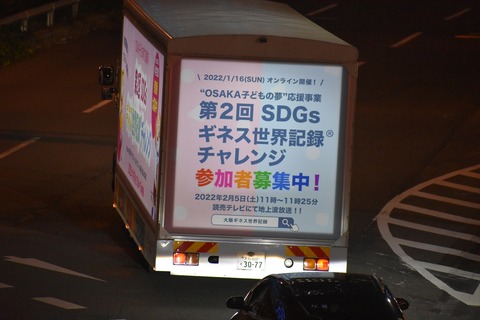 \ 2022/1/16(SUN) オンライン開催！ /
“OSAKA子どもの夢”応援事業
第2回 SDGs
ギネス世界記録®
チャレンジ
参加者募集中！
2022年2月5日(土)11時〜11時25分
読売テレビにて地上波放送！！
大阪ギネス世界記録
30-77